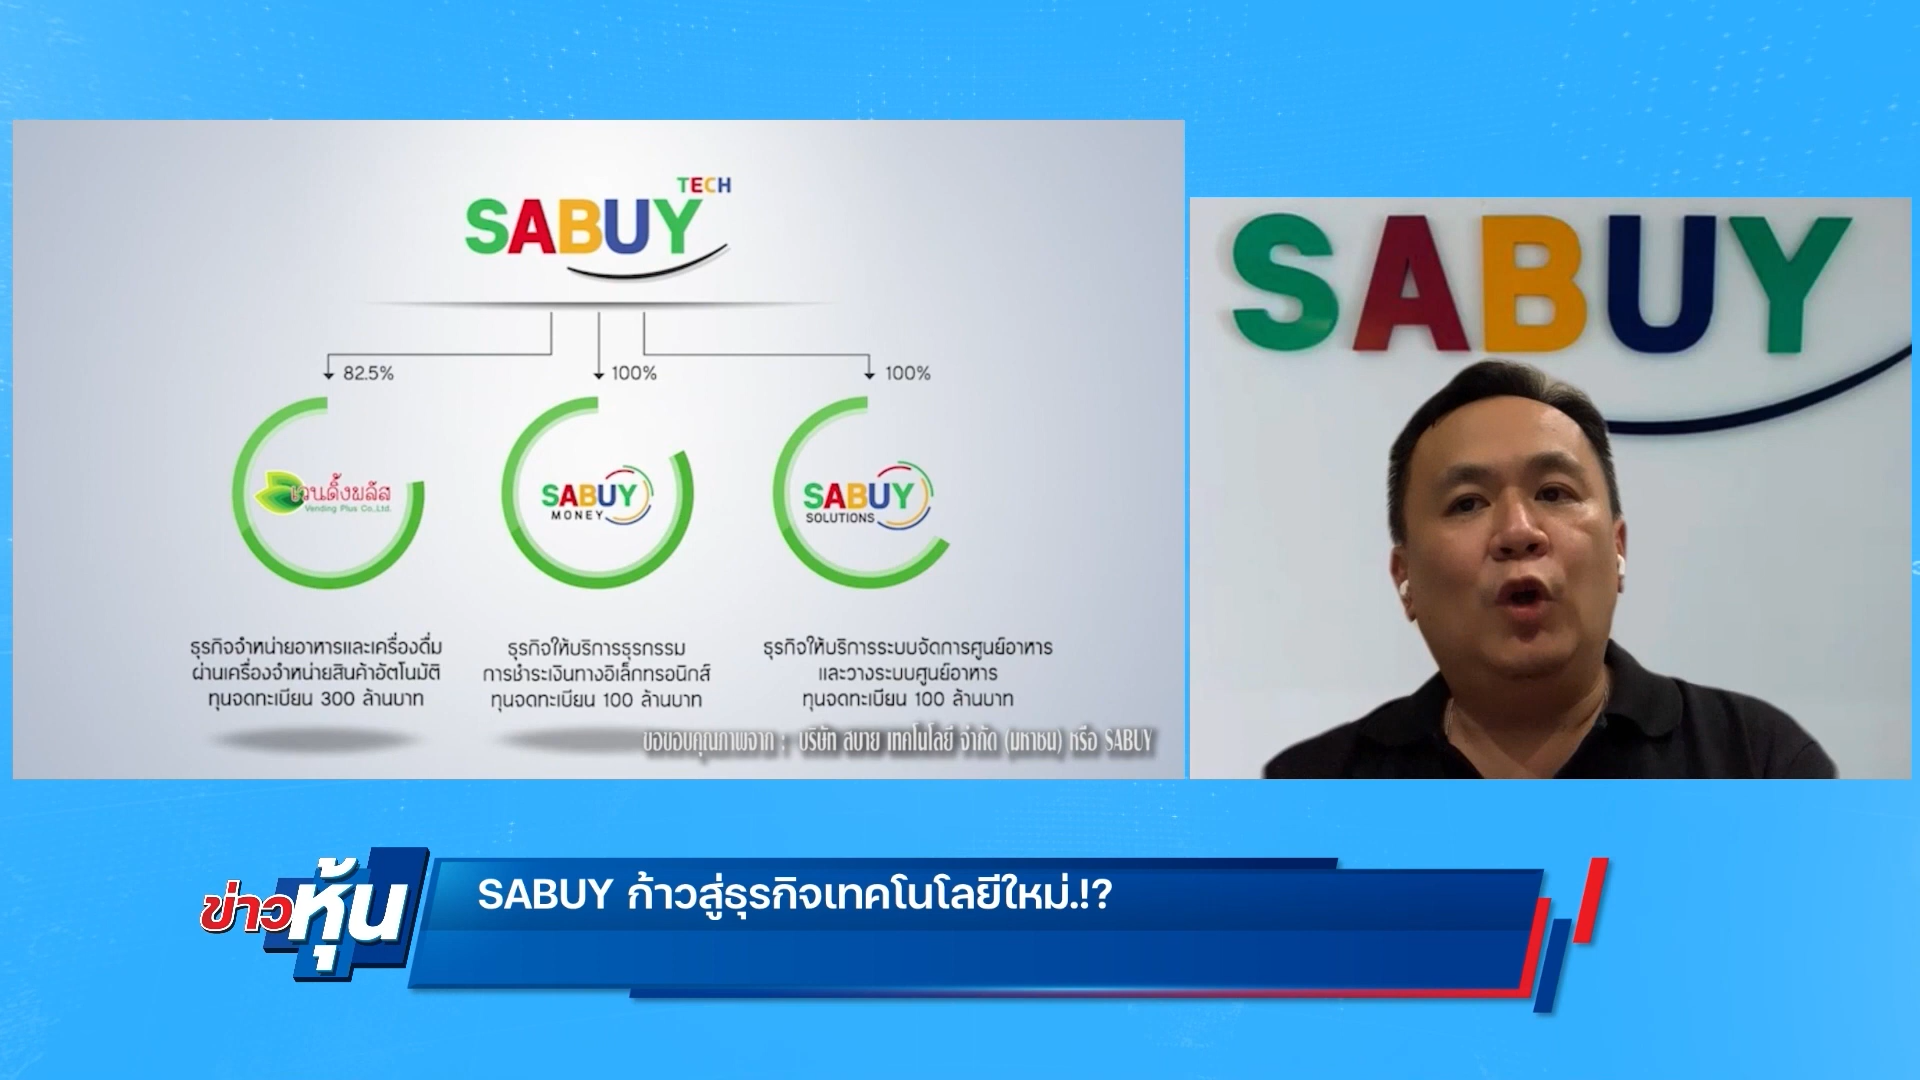 TECH
SABUY
82.5%
100%
100%
เวนดิ้งพลัส
Vending Plus Co.,Ltd.
SABUY
MONEY
SABUY
SOLUTIONS
ธุรกิจจำหน่ายอาหารและเครื่องดื่ม
ผ่านเครื่องจำหน่ายสินค้าอัตโนมัติ
ทุนจดทะเบียน 300 ล้านบาท
ธุรกิจให้บริการธุรกรรม
การชำระเงินทางอิเล็กทรอนิกส์
ทุนจดทะเบียน 100 ล้านบาท
ธุรกิจให้บริการระบบจัดการศูนย์อาหาร
และวางระบบศูนย์อาหาร
ทุนจดทะเบียน 100 ล้านบาท
ขอขอบคุณภาพจาก : บริษัท สบาย เทคโนโลยี จำกัด (มหาชน) หรือ SABUY
SABUY
ข่าวหุ้น
SABUY ก้าวสู่ธุรกิจเทคโนโลยีใหม่.!?